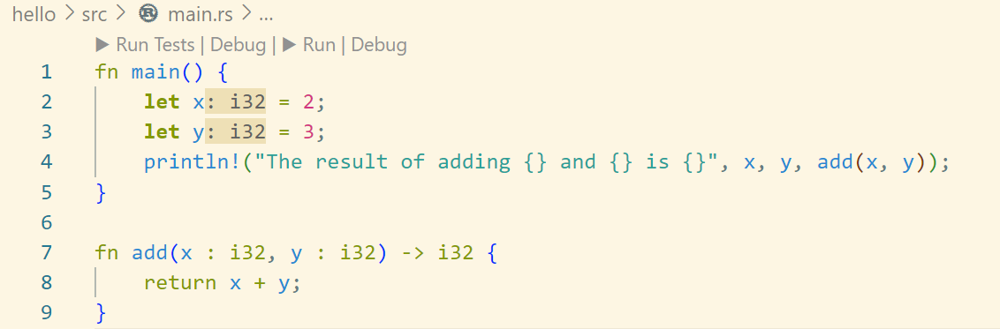 hello > src > main.rs > ...
▶ Run Tests | Debug | ▶ Run | Debug
1 fn main() {
2     let x: i32 = 2;
3     let y: i32 = 3;
4     println!("The result of adding {} and {} is {}", x, y, add(x, y));
5 }
6
7 fn add(x : i32, y : i32) -> i32 {
8     return x + y;
9 }